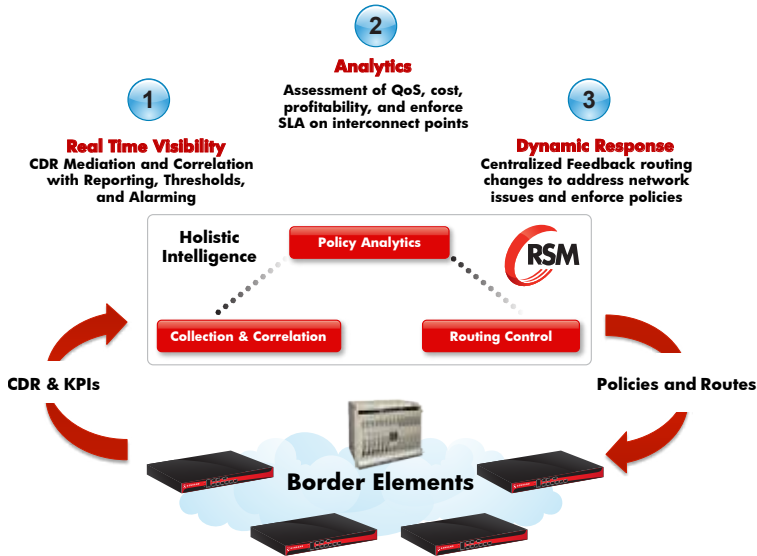 2
Analytics
Assessment of QoS, cost,
profitability, and enforce
SLA on interconnect points
1
Real Time Visibility
CDR Mediation and Correlation
with Reporting, Thresholds,
and Alarming
3
Dynamic Response
Centralized Feedback routing
changes to address network
issues and enforce policies
Holistic
Intelligence
Policy Analytics
RSM
Collection & Correlation
Routing Control
CDR & KPIs
Policies and Routes
Border Elements